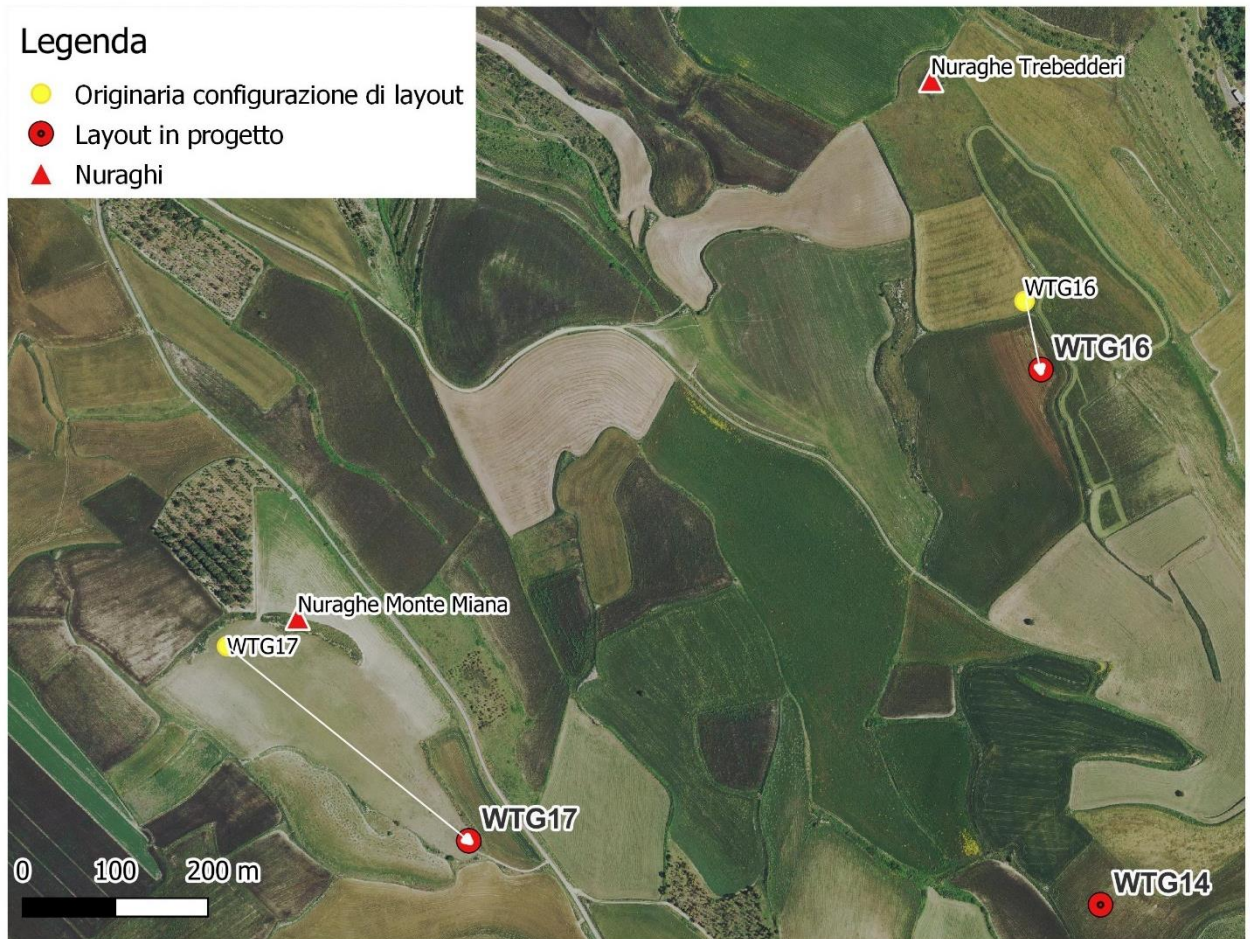 Legenda
Originaria configurazione di layout
Layout in progetto
Nuraghi
Nuraghe Trebedderi
WTG16
WTG16
Nuraghe Monte Miana
WTG17
WTG17
WTG14
0 100 200 m